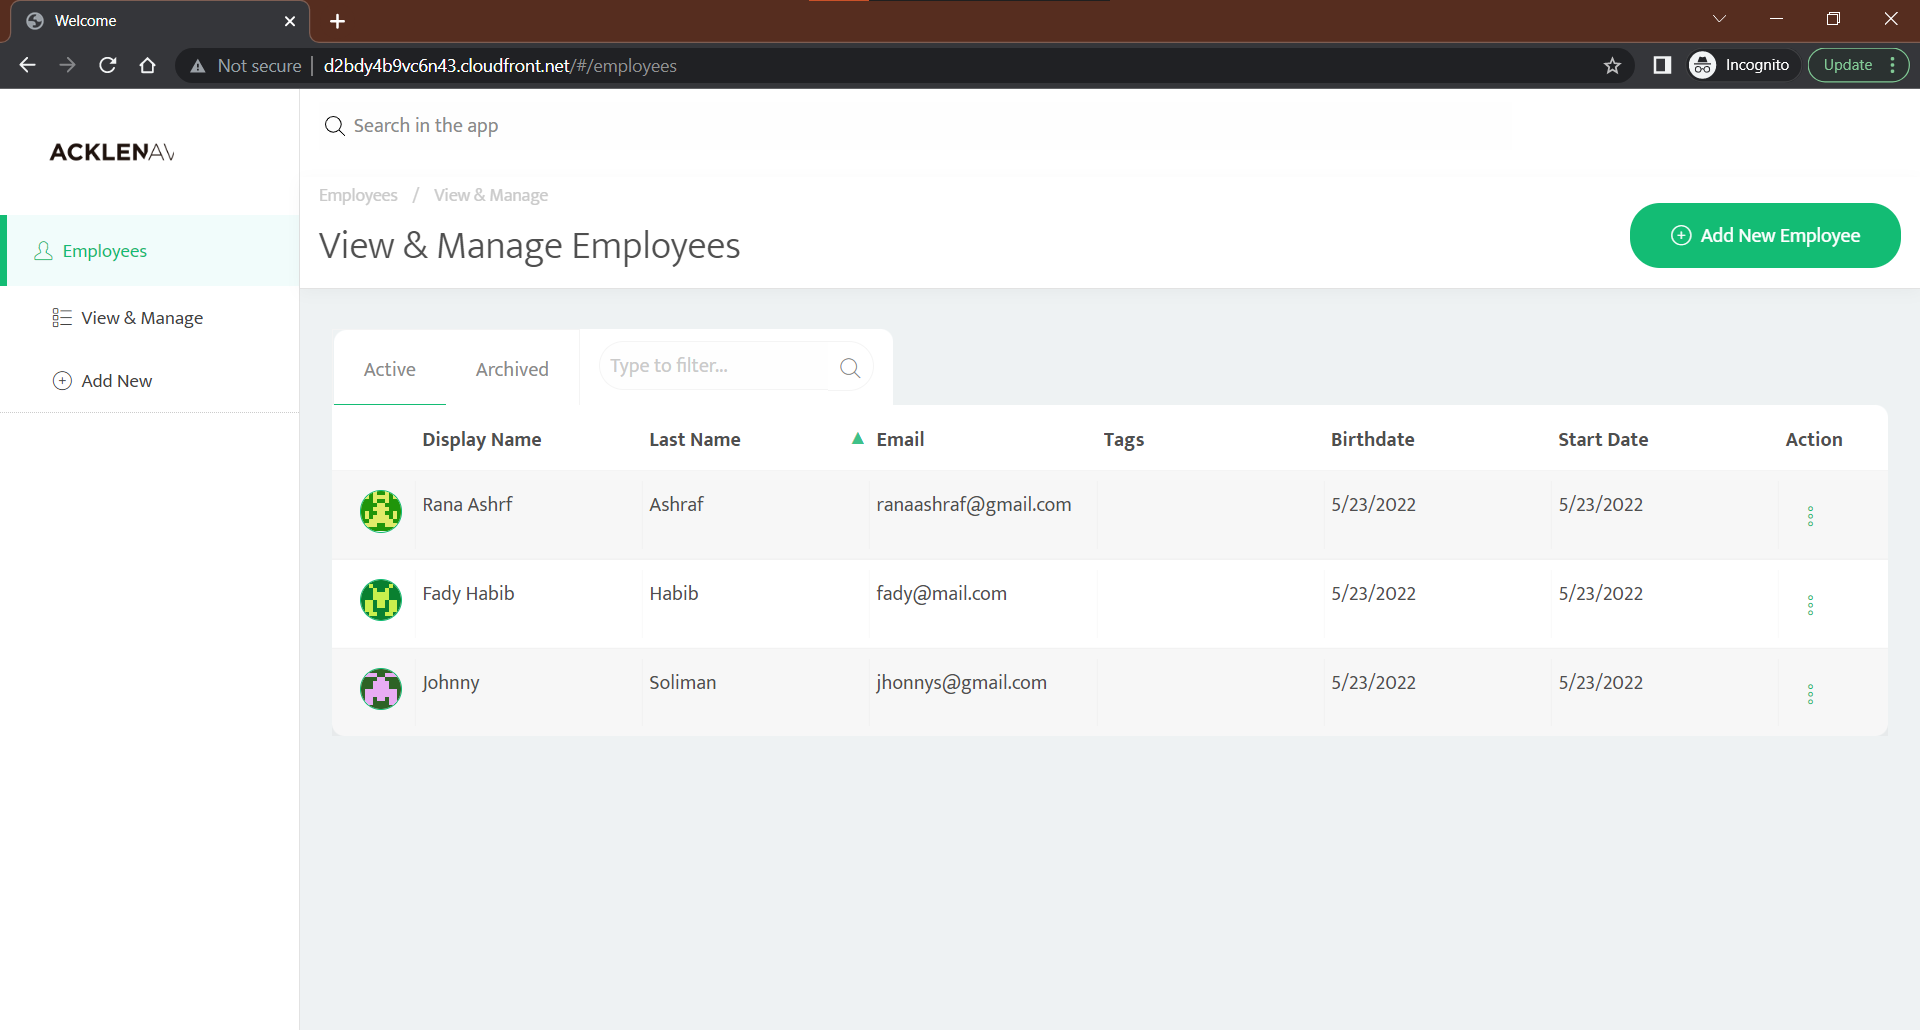 Welcome
Not secure d2bdy4b9vc6n43.cloudfront.net/#/employees
Incognito
Update
ACKLENAV
Search in the app
Employees / View & Manage
View & Manage Employees
Add New Employee
Employees
View & Manage
Add New
Active Archived Type to filter...
Display Name Last Name Email Tags Birthdate Start Date Action
Rana Ashrf Ashraf ranaashraf@gmail.com 5/23/2022 5/23/2022
Fady Habib Habib fady@mail.com 5/23/2022 5/23/2022
Johnny Soliman jhonnys@gmail.com 5/23/2022 5/23/2022